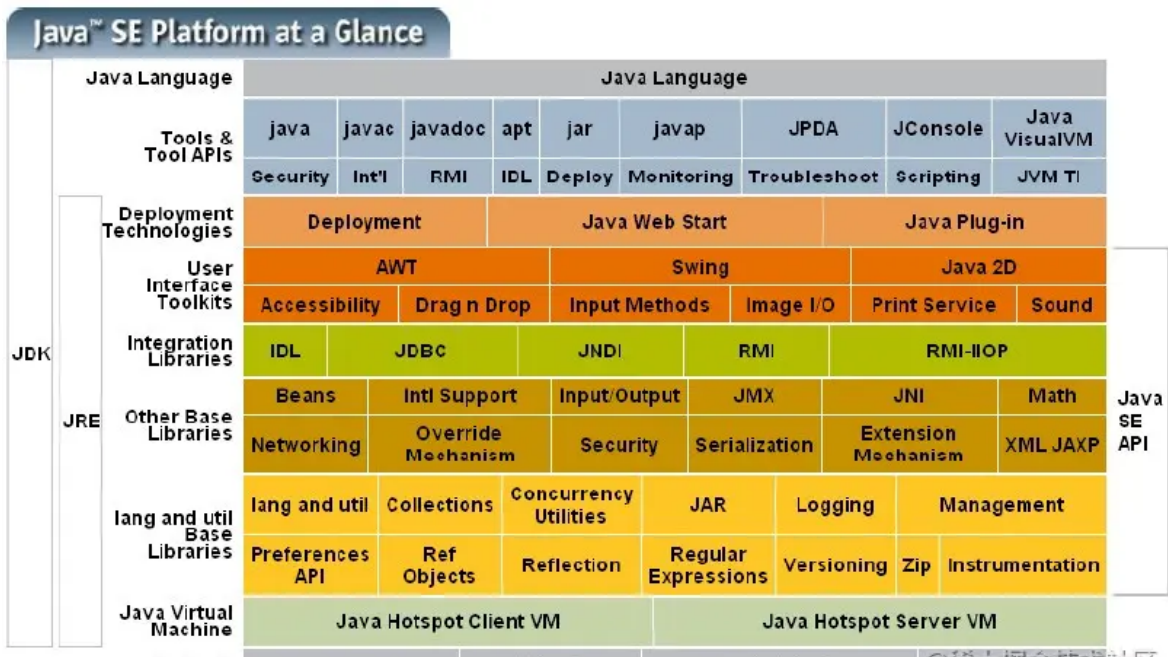 Java™ SE Platform at a Glance
Java Language
Java Language
Tools &
Tool APIs
java javac javadoc apt jar javap JPDA JConsole Java VisualVM
Security Int'l RMI IDL Deploy Monitoring Troubleshoot Scripting JVM TI
Deployment
Technologies
Deployment Java Web Start Java Plug-in
User
Interface
Toolkits
AWT Swing Java 2D
Accessibility Drag n Drop Input Methods Image I/O Print Service Sound
Integration
Libraries
IDL JDBC JNDI RMI RMI-IIOP
JDK
JRE
Other Base
Libraries
Beans Intl Support Input/Output JMX JNI Math
Networking Override Mechanism Security Serialization Extension Mechanism XML JAXP
Java
SE
API
lang and util
Base
Libraries
lang and util Collections Concurrency Utilities JAR Logging Management
Preferences API Ref Objects Reflection Regular Expressions Versioning Zip Instrumentation
Java Virtual
Machine
Java Hotspot Client VM Java Hotspot Server VM